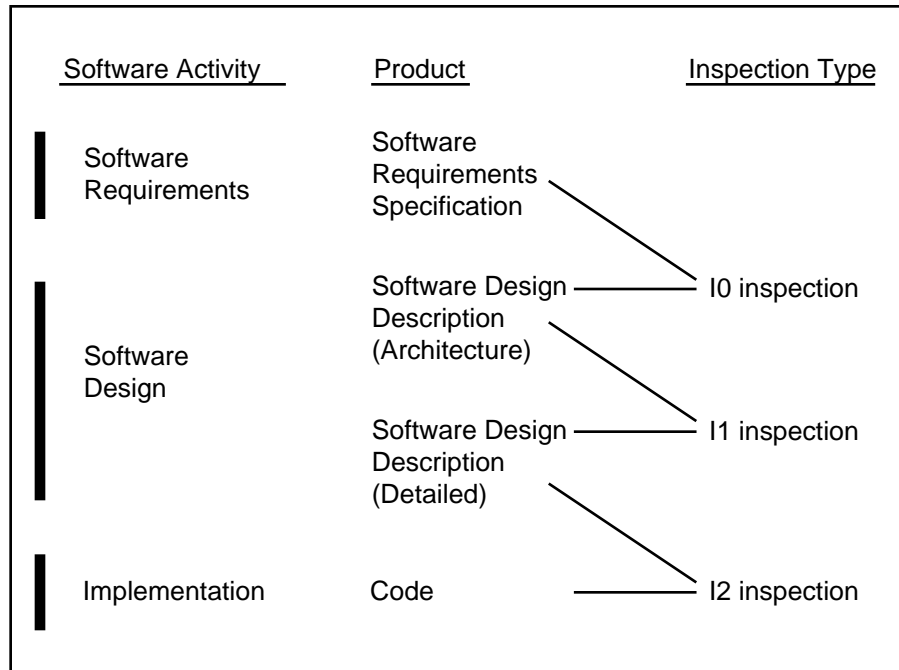 Software Activity
Product
Inspection Type
Software
Requirements
Software
Requirements
Specification
Software Design
Description
(Architecture)
I0 inspection
Software
Design
Software Design
Description
(Detailed)
I1 inspection
Implementation
Code
I2 inspection